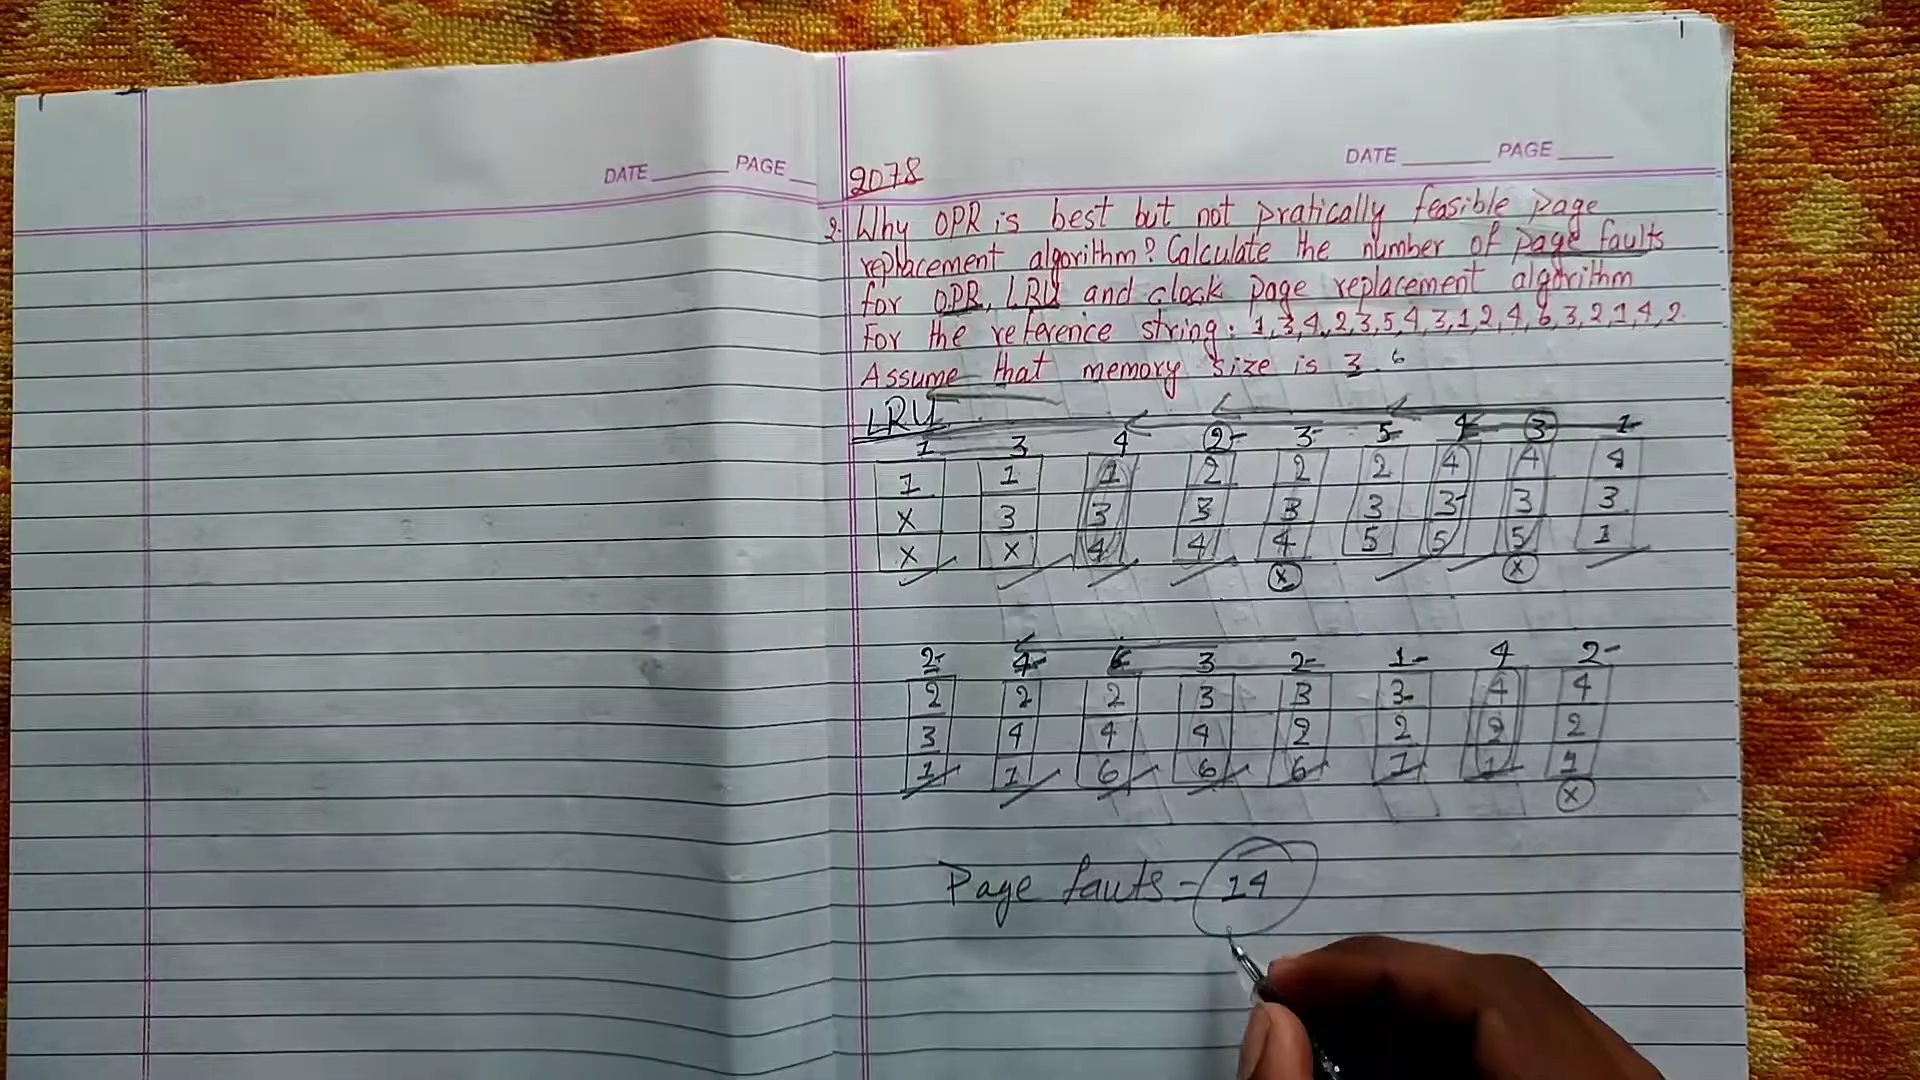 DATE PAGE
DATE PAGE
2078
2. Why OPR is best but not pratically feasible page
replacement algorithm? Calculate the number of page faults
for OPR, LRU and clock page replacement algorithm
For the reference string: 1,3,4,2,3,5,4,3,1,2,4,6,3,2,1,4,2.
Assume that memory size is 3.
LRU
1 3 4 2 3 5 4 3 1
1 1 1 2 2 2 4 4 4
x 3 3 3 3 3 3 3 3
x x 4 4 4 5 5 5 1
x x
2 4 6 3 2 1 4 2
2 2 2 3 3 3 4 4
3 4 4 4 2 2 2 2
1 1 6 6 6 1 1 1
x
Page fauts = 14